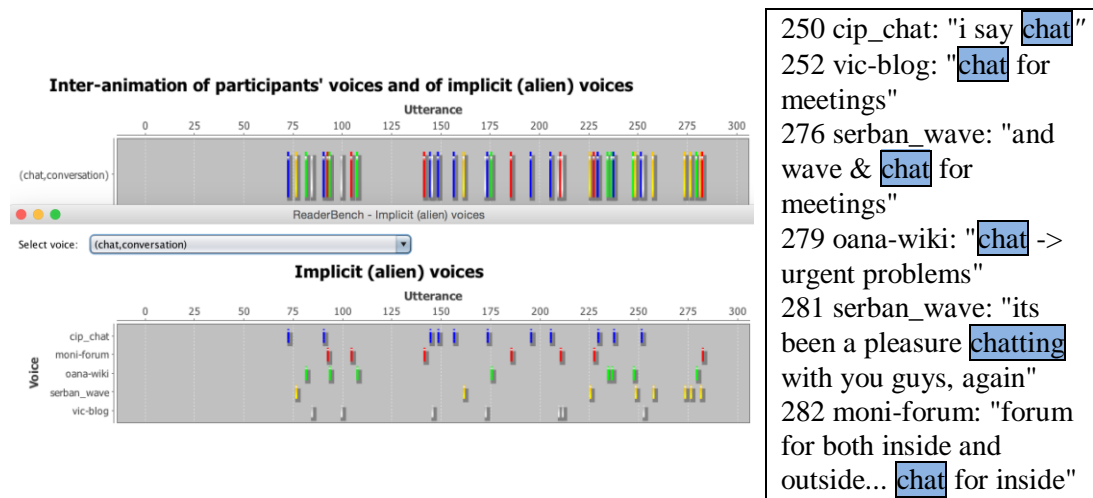 Inter-animation of participants' voices and of implicit (alien) voices
Utterance
0 25 50 75 100 125 150 175 200 225 250 275 300
(chat,conversation)
ReaderBench - Implicit (alien) voices
Select voice: (chat,conversation)
Implicit (alien) voices
Utterance
0 25 50 75 100 125 150 175 200 225 250 275 300
Voice
cip_chat
moni-forum
oana-wiki
serban_wave
vic-blog
250 cip_chat: "i say chat"
252 vic-blog: "chat for
meetings"
276 serban_wave: "and
wave & chat for
meetings"
279 oana-wiki: "chat ->
urgent problems"
281 serban_wave: "its
been a pleasure chatting
with you guys, again"
282 moni-forum: "forum
for both inside and
outside... chat for inside"